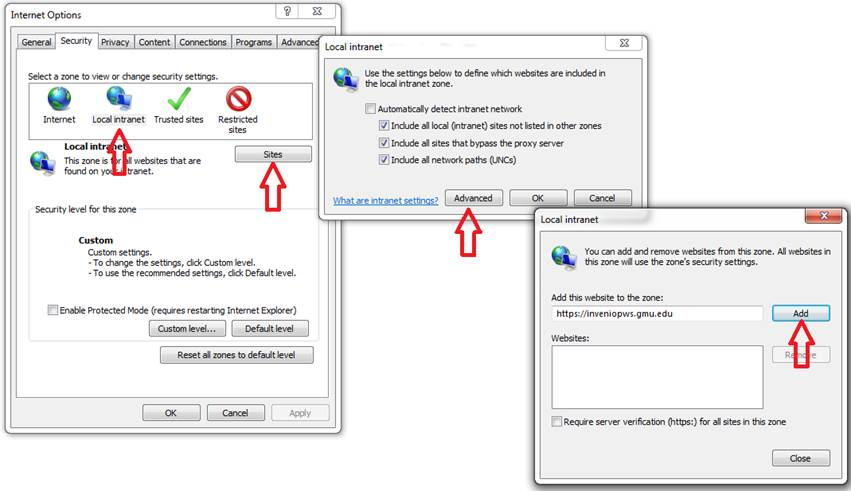 Internet Options
General Security Privacy Content Connections Programs Advanced
Select a zone to view or change security settings.
Internet Local intranet Trusted sites Restricted
sites
Local intranet
This zone is for all websites that are
found on your intranet.
Sites
Security level for this zone
Custom
Custom settings.
- To change the settings, click Custom level.
- To use the recommended settings, click Default level.
Enable Protected Mode (requires restarting Internet Explorer)
Custom level... Default level
Reset all zones to default level
OK Cancel Apply
Local intranet
Use the settings below to define which websites are included in
the local intranet zone.
Automatically detect intranet network
Include all local (intranet) sites not listed in other zones
Include all sites that bypass the proxy server
Include all network paths (UNCs)
What are intranet settings? Advanced OK Cancel
Local intranet
You can add and remove websites from this zone. All websites in
this zone will use the zone's security settings.
Add this website to the zone:
https://inveniopws.gmu.edu Add
Websites:
Remove
Require server verification (https:) for all sites in this zone
Close